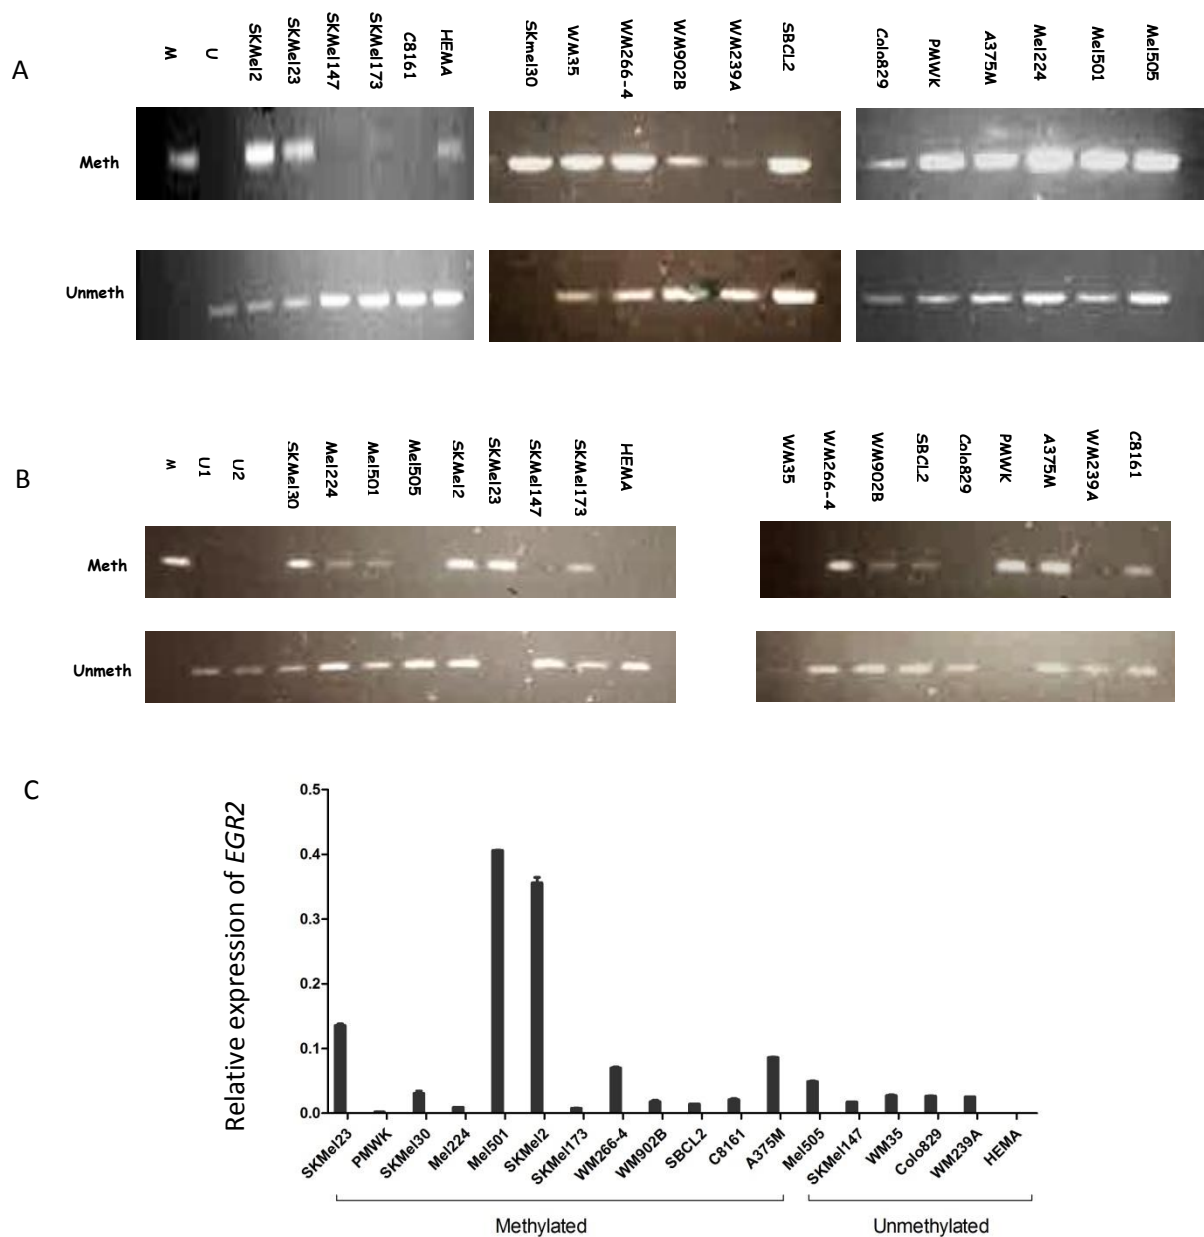 A
M U SKMel2 SKMel23 SKMel147 SKMel173 C8161 HEMA SKmel30 WM35 WM266-4 WM902B WM239A SBCL2 Colo829 PMWK A375M Mel224 Mel501 Mel505
Meth
Unmeth
B
M U1 U2 SKMel30 Mel224 Mel501 Mel505 SKMel2 SKMel23 SKMel147 SKMel173 HEMA WM35 WM266-4 WM902B SBCL2 Colo829 PMWK A375M WM239A C8161
Meth
Unmeth
C
Relative expression of EGR2
0.5
0.4
0.3
0.2
0.1
0.0
SKMel23 PMWK SKMel30 Mel224 Mel501 SKMel2 SKMel173 WM266-4 WM902B SBCL2 C8161 A375M Mel505 SKMel147 WM35 Colo829 WM239A HEMA
Methylated Unmethylated